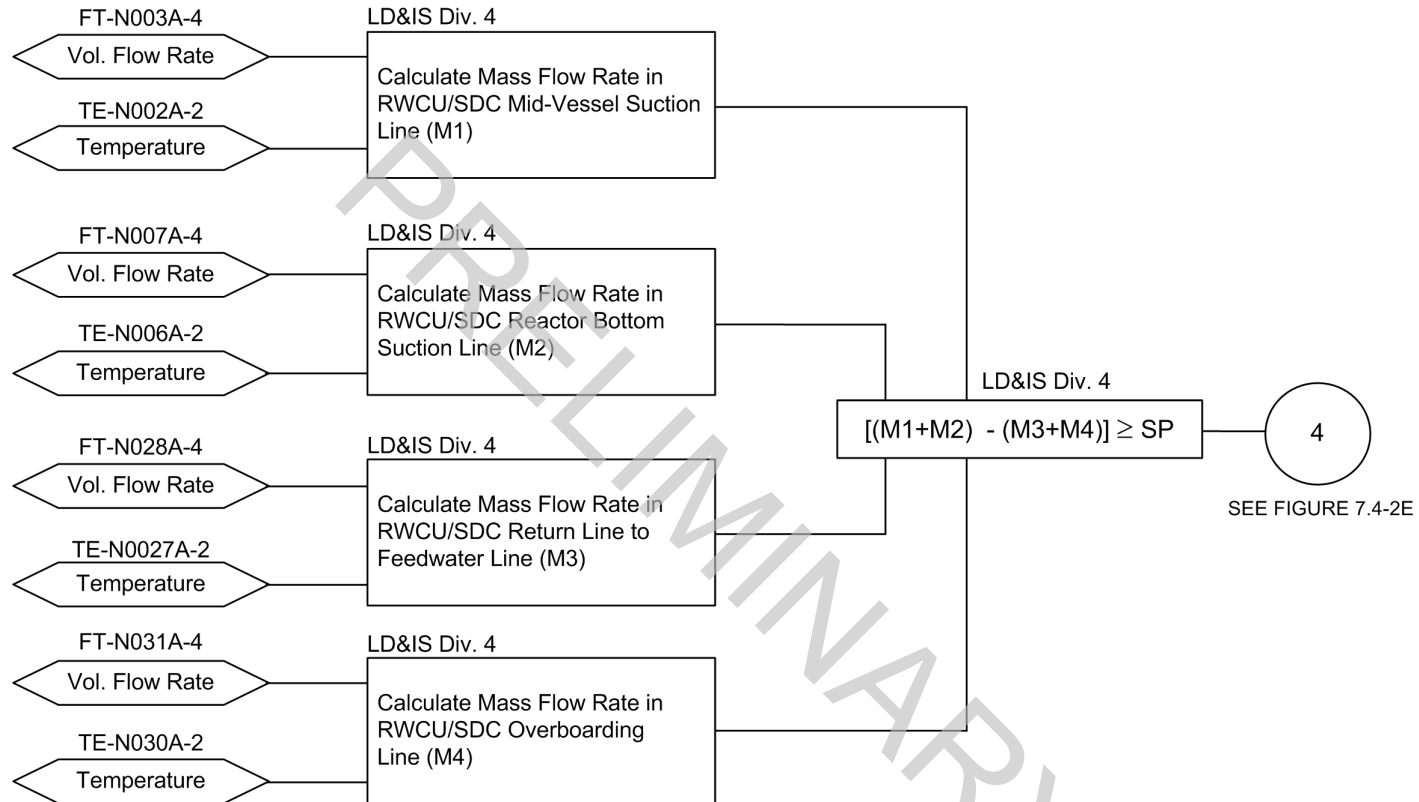 FT-N003A-4
Vol. Flow Rate
TE-N002A-2
Temperature
LD&IS Div. 4
Calculate Mass Flow Rate in
RWCU/SDC Mid-Vessel Suction
Line (M1)
FT-N007A-4
Vol. Flow Rate
TE-N006A-2
Temperature
LD&IS Div. 4
Calculate Mass Flow Rate in
RWCU/SDC Reactor Bottom
Suction Line (M2)
FT-N028A-4
Vol. Flow Rate
TE-N0027A-2
Temperature
LD&IS Div. 4
Calculate Mass Flow Rate in
RWCU/SDC Return Line to
Feedwater Line (M3)
FT-N031A-4
Vol. Flow Rate
TE-N030A-2
Temperature
LD&IS Div. 4
Calculate Mass Flow Rate in
RWCU/SDC Overboarding
Line (M4)
LD&IS Div. 4
[(M1+M2) - (M3+M4)] ≥ SP
4
SEE FIGURE 7.4-2E
PRELIMINARY